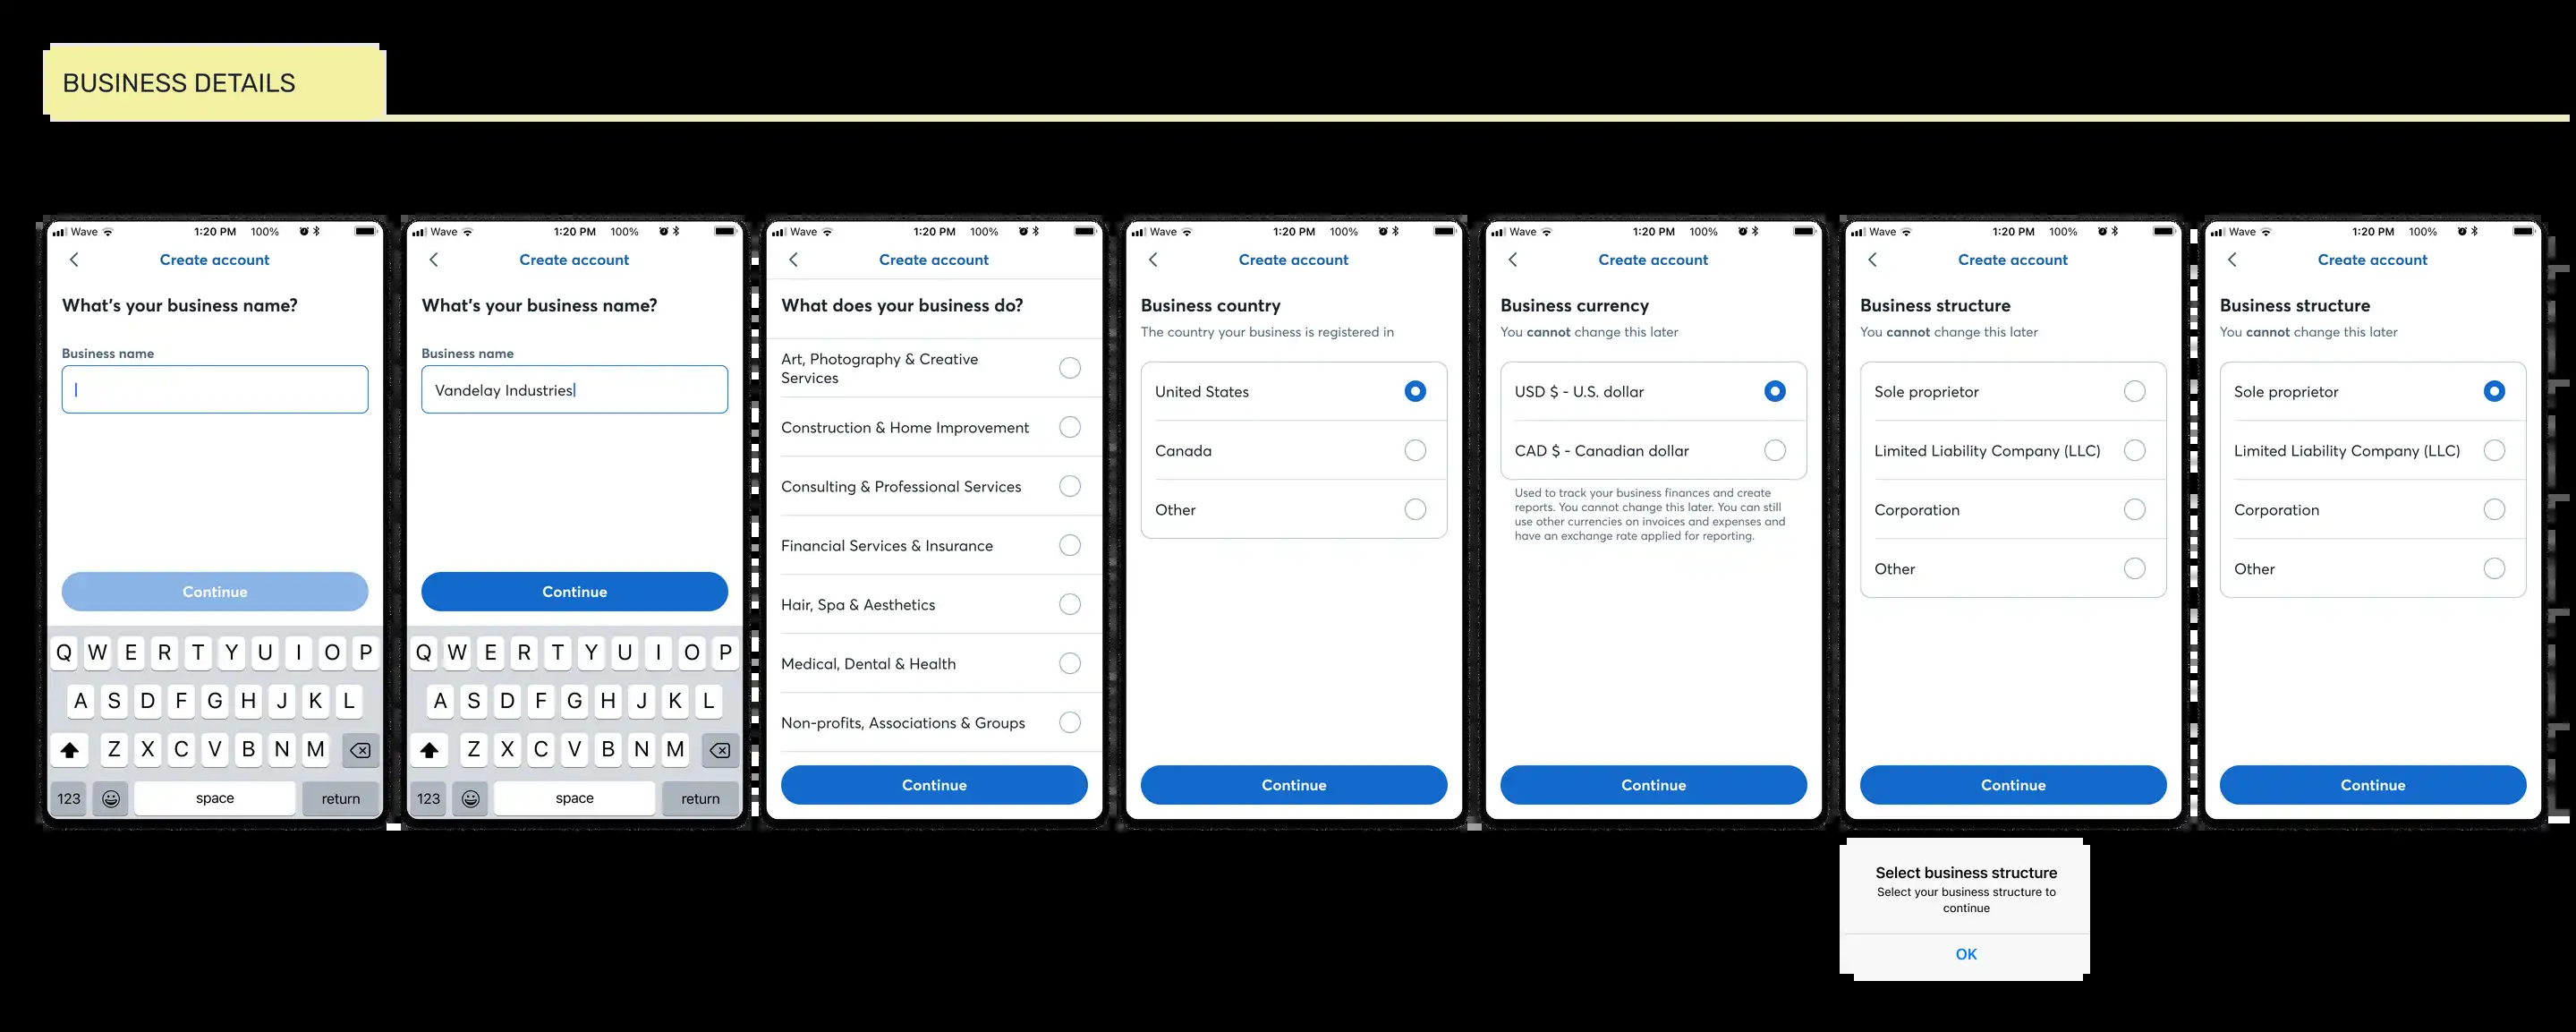 BUSINESS DETAILS
Wave 1:20 PM 100%
Create account
What's your business name?
Business name
Continue
Q W E R T Y U I O P
A S D F G H J K L
Z X C V B N M
123 space return
Wave 1:20 PM 100%
Create account
What's your business name?
Business name
Vandelay Industries
Continue
Q W E R T Y U I O P
A S D F G H J K L
Z X C V B N M
123 space return
Wave 1:20 PM 100%
Create account
What does your business do?
Art, Photography & Creative
Services
Construction & Home Improvement
Consulting & Professional Services
Financial Services & Insurance
Hair, Spa & Aesthetics
Medical, Dental & Health
Non-profits, Associations & Groups
Continue
Wave 1:20 PM 100%
Create account
Business country
The country your business is registered in
United States
Canada
Other
Continue
Wave 1:20 PM 100%
Create account
Business currency
You cannot change this later
USD $ - U.S. dollar
CAD $ - Canadian dollar
Used to track your business finances and create
reports. You cannot change this later. You can still
use other currencies on invoices and expenses and
have an exchange rate applied for reporting.
Continue
Wave 1:20 PM 100%
Create account
Business structure
You cannot change this later
Sole proprietor
Limited Liability Company (LLC)
Corporation
Other
Continue
Select business structure
Select your business structure to
continue
OK
Wave 1:20 PM 100%
Create account
Business structure
You cannot change this later
Sole proprietor
Limited Liability Company (LLC)
Corporation
Other
Continue